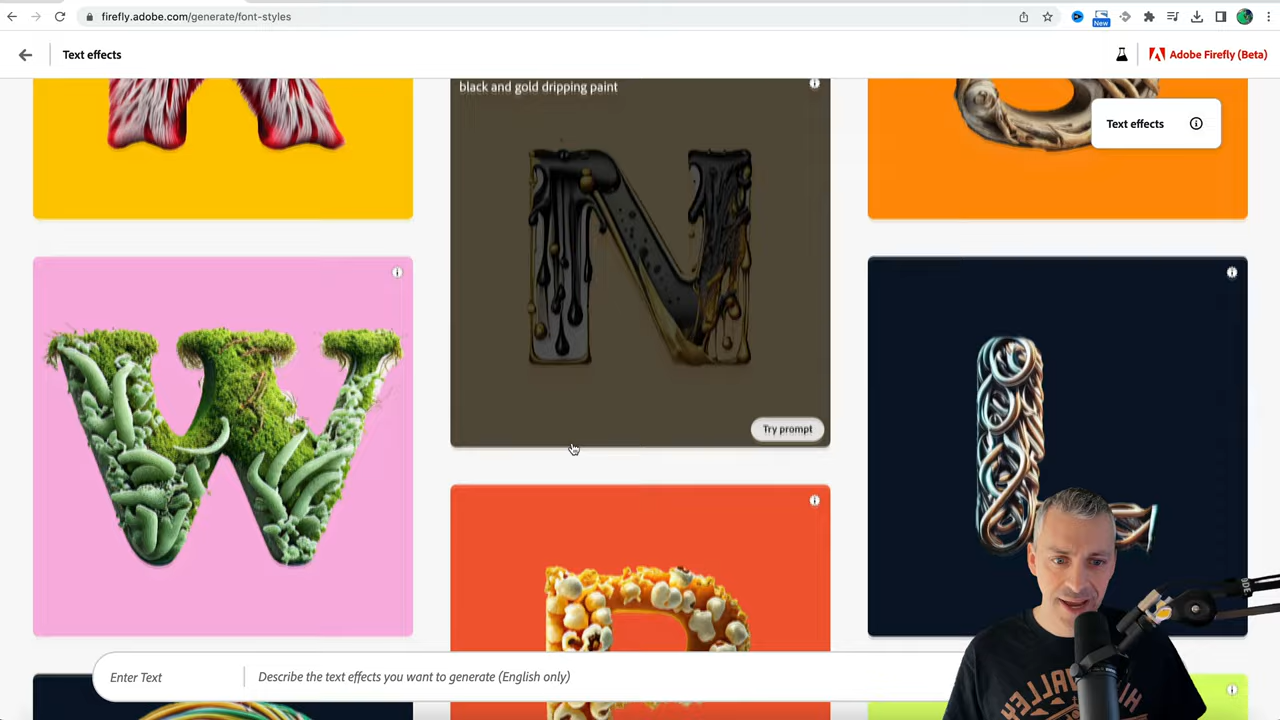 firefly.adobe.com/generate/font-styles
New
Text effects
Adobe Firefly (Beta)
black and gold dripping paint
Text effects
N
W
L
Try prompt
Enter Text
Describe the text effects you want to generate (English only)